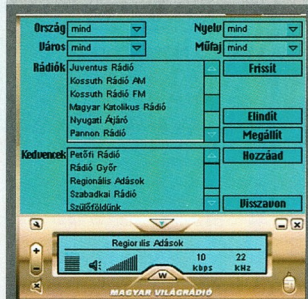 Ország mind Nyelv mind
Város mind Műfaj mind
Rádiók Juventus Rádió Frissít
Kossuth Rádió AM
Kossuth Rádió FM
Magyar Katolikus Rádió
Nyugati Átjáró Elindít
Pannon Rádió Megállít
Kedvencek Petőfi Rádió Hozzáad
Rádió Győr
Regionális Adások
Szabadkai Rádió
Szülőföldünk Visszavon
Regionális Adások
10 kbps 22 kHz
W
MAGYAR VILÁGRÁDIÓ